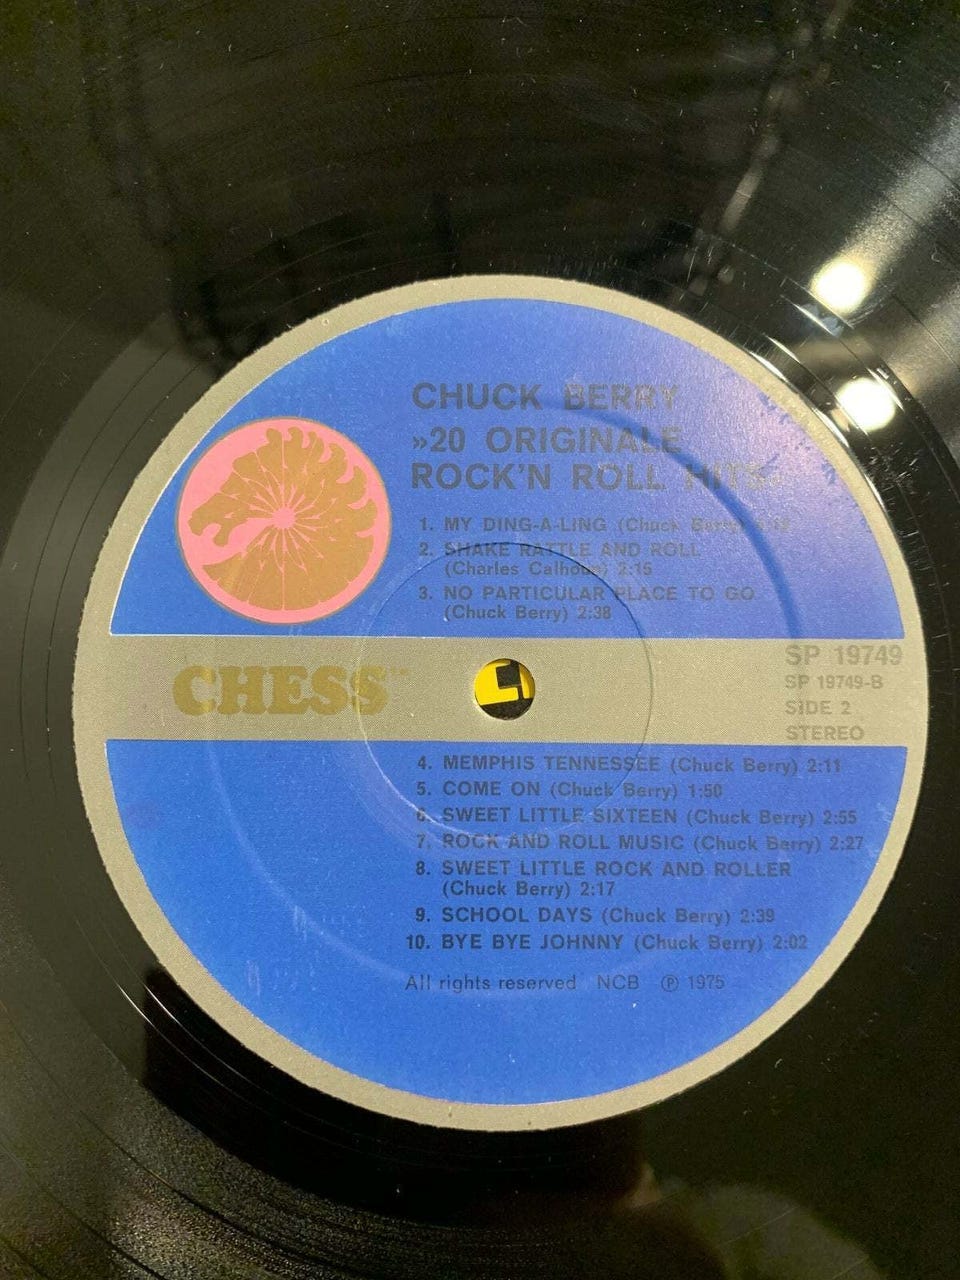 CHUCK BERRY
»20 ORIGINALE
ROCK'N ROLL HITS«
1. MY DING-A-LING (Chuck Berry)
2. SHAKE RATTLE AND ROLL
(Charles Calhoun) 2:15
3. NO PARTICULAR PLACE TO GO
(Chuck Berry) 2:38
CHESS™
SP 19749
SP 19749-B
SIDE 2
STEREO
4. MEMPHIS TENNESSEE (Chuck Berry) 2:11
5. COME ON (Chuck Berry) 1:50
6. SWEET LITTLE SIXTEEN (Chuck Berry) 2:55
7. ROCK AND ROLL MUSIC (Chuck Berry) 2:27
8. SWEET LITTLE ROCK AND ROLLER
(Chuck Berry) 2:17
9. SCHOOL DAYS (Chuck Berry) 2:39
10. BYE BYE JOHNNY (Chuck Berry) 2:02
All rights reserved NCB ℗ 1975